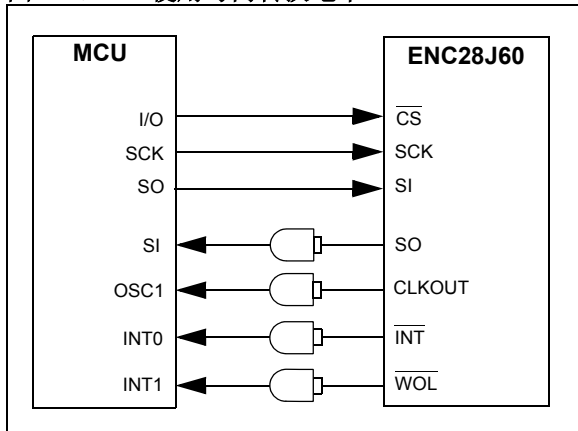 MCU
ENC28J60
I/O
CS
SCK
SCK
SO
SI
SI
SO
OSC1
CLKOUT
INT0
INT
INT1
WOL